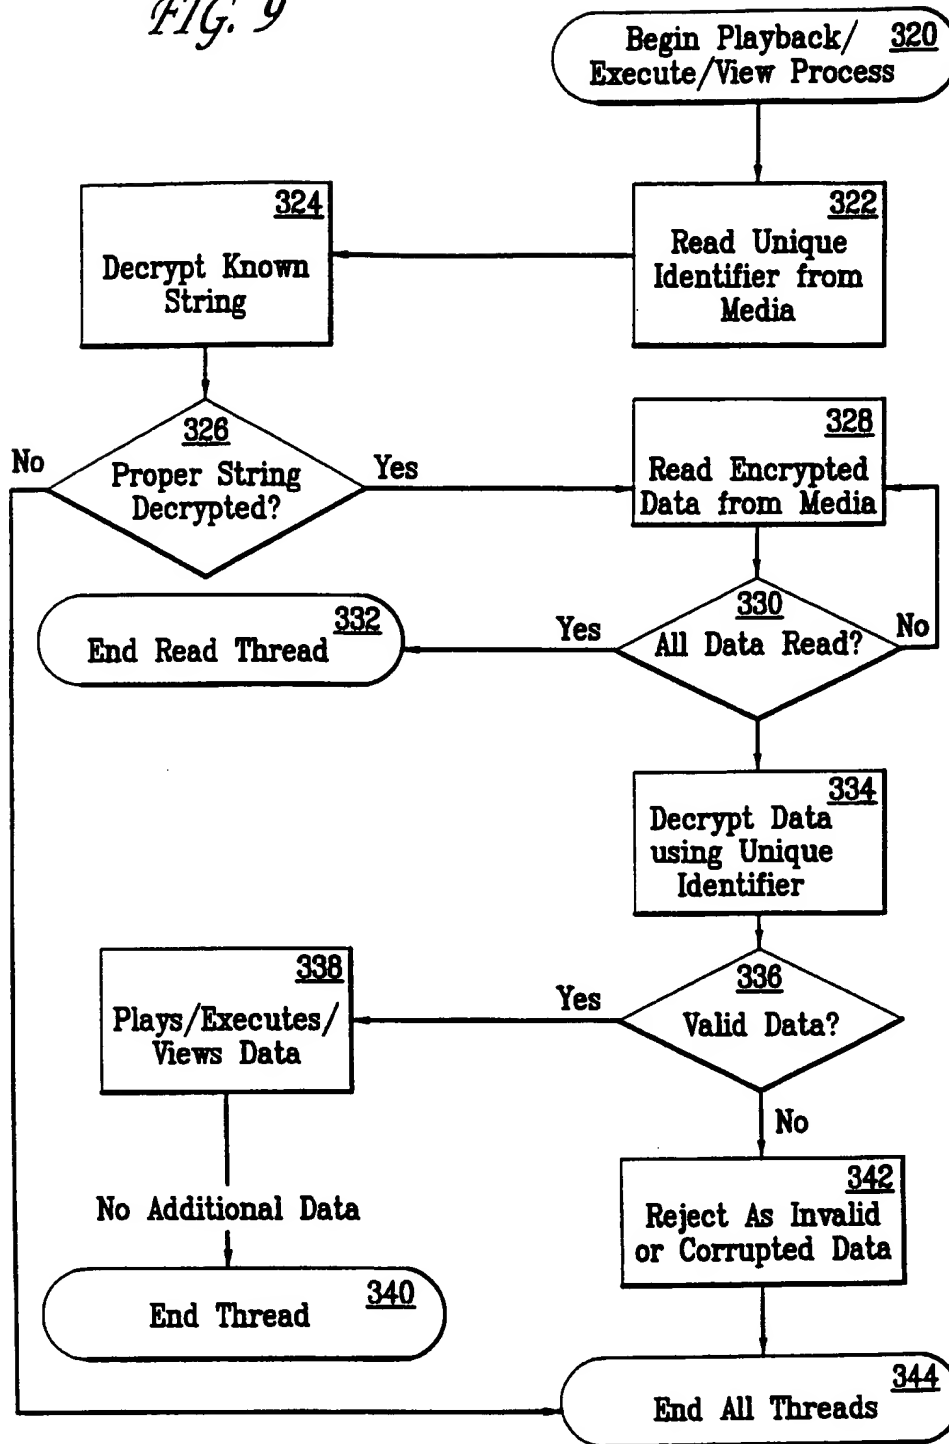 FIG. 9
Begin Playback/ 320
Execute/View Process
324
Decrypt Known
String
322
Read Unique
Identifier from
Media
326
Proper String
Decrypted?
No
Yes
328
Read Encrypted
Data from Media
332
End Read Thread
Yes
330
All Data Read?
No
334
Decrypt Data
using Unique
Identifier
338
Plays/Executes/
Views Data
Yes
336
Valid Data?
No
No Additional Data
342
Reject As Invalid
or Corrupted Data
340
End Thread
344
End All Threads